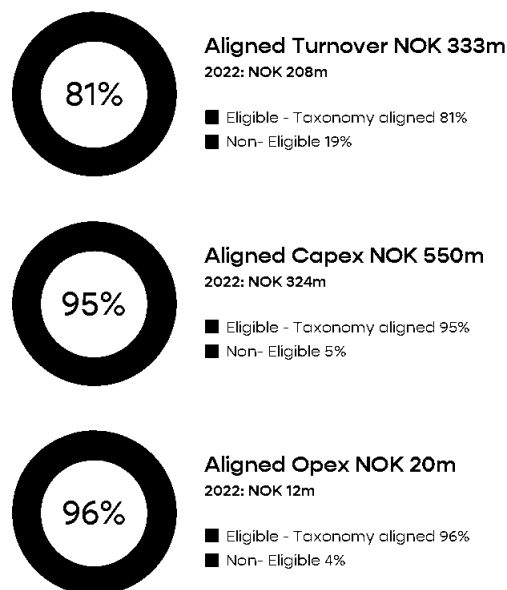 81%
Aligned Turnover NOK 333m
2022: NOK 208m
Eligible - Taxonomy aligned 81%
Non- Eligible 19%
95%
Aligned Capex NOK 550m
2022: NOK 324m
Eligible - Taxonomy aligned 95%
Non- Eligible 5%
96%
Aligned Opex NOK 20m
2022: NOK 12m
Eligible - Taxonomy aligned 96%
Non- Eligible 4%